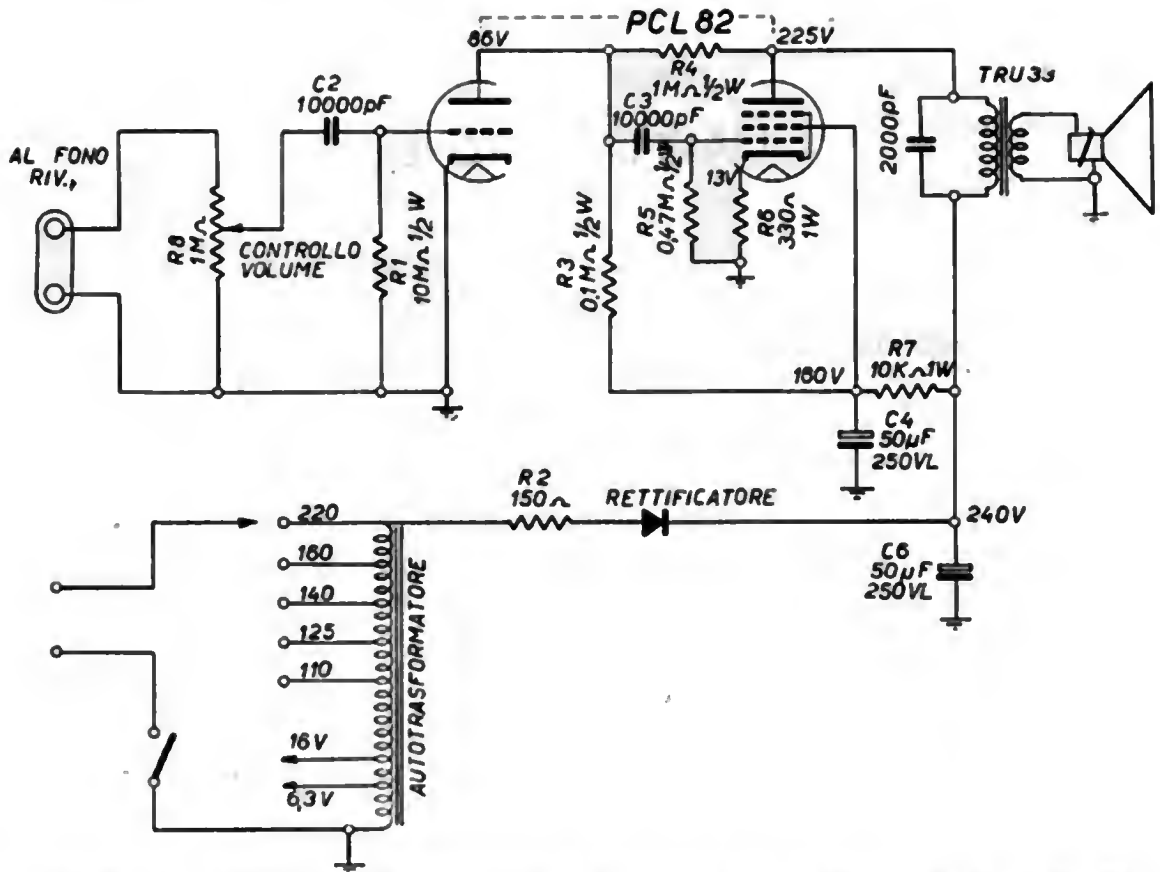 PCL 82
86V
225V
R4
1MΩ ½W
TRU3s
C2
10000pF
C3
10000pF
2000pF
AL FONO
RIV.,
R8
1MΩ
CONTROLLO
VOLUME
R1
10MΩ ½W
13V
R5
0,47MΩ ½W
R6
330Ω
1W
R3
0,1MΩ ½W
160V
R7
10KΩ 1W
C4
50µF
250VL
R2
150Ω
RETTIFICATORE
240V
C6
50µF
250VL
220
160
140
125
110
16V
6,3V
AUTOTRASFORMATORE